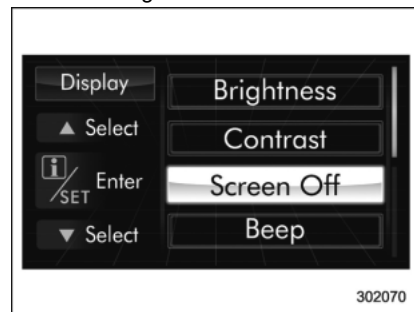 Display
▲ Select
i/SET Enter
▼ Select
Brightness
Contrast
Screen Off
Beep
302070